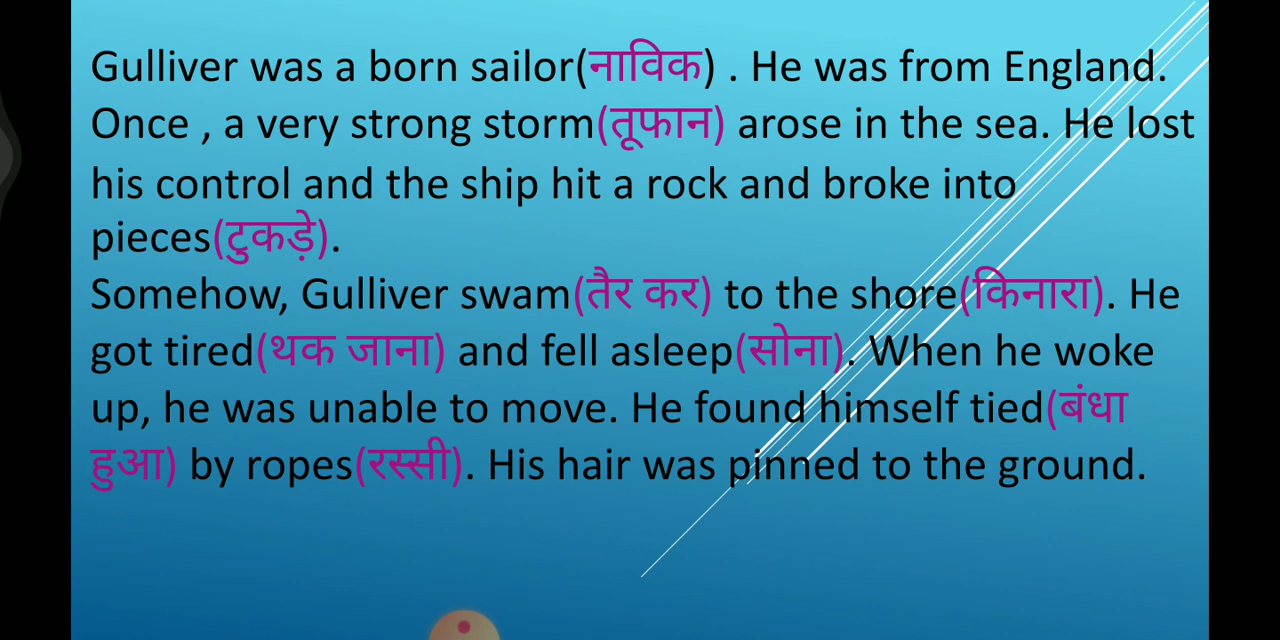 Gulliver was a born sailor(नाविक) . He was from England.
Once , a very strong storm(तूफान) arose in the sea. He lost
his control and the ship hit a rock and broke into
pieces(टुकड़े).
Somehow, Gulliver swam(तैर कर) to the shore(किनारा). He
got tired(थक जाना) and fell asleep(सोना). When he woke
up, he was unable to move. He found himself tied(बंधा
हुआ) by ropes(रस्सी). His hair was pinned to the ground.